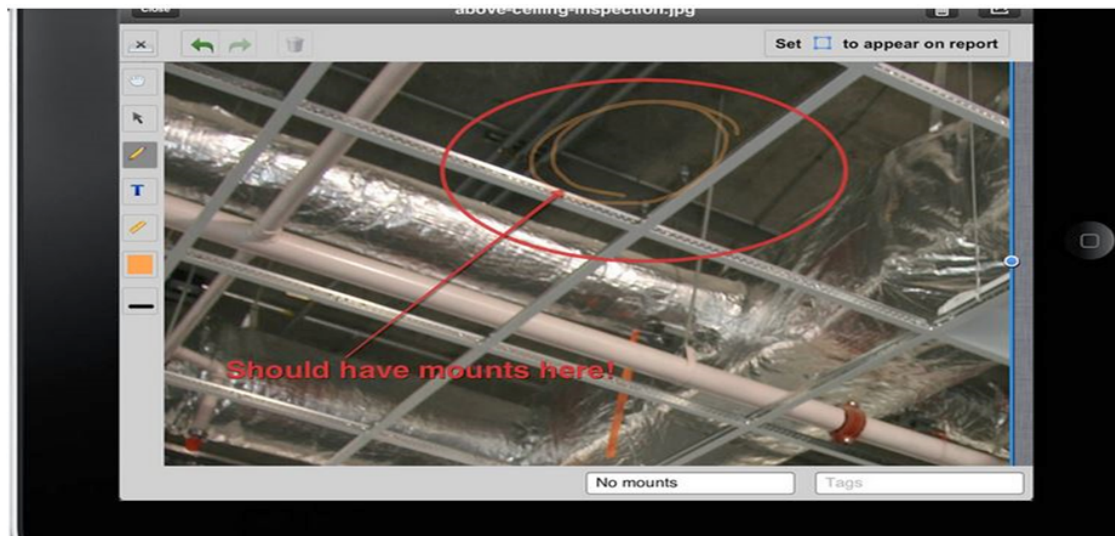 Close
above-ceiling-inspection.jpg
Set to appear on report
T
Should have mounts here!
No mounts
Tags